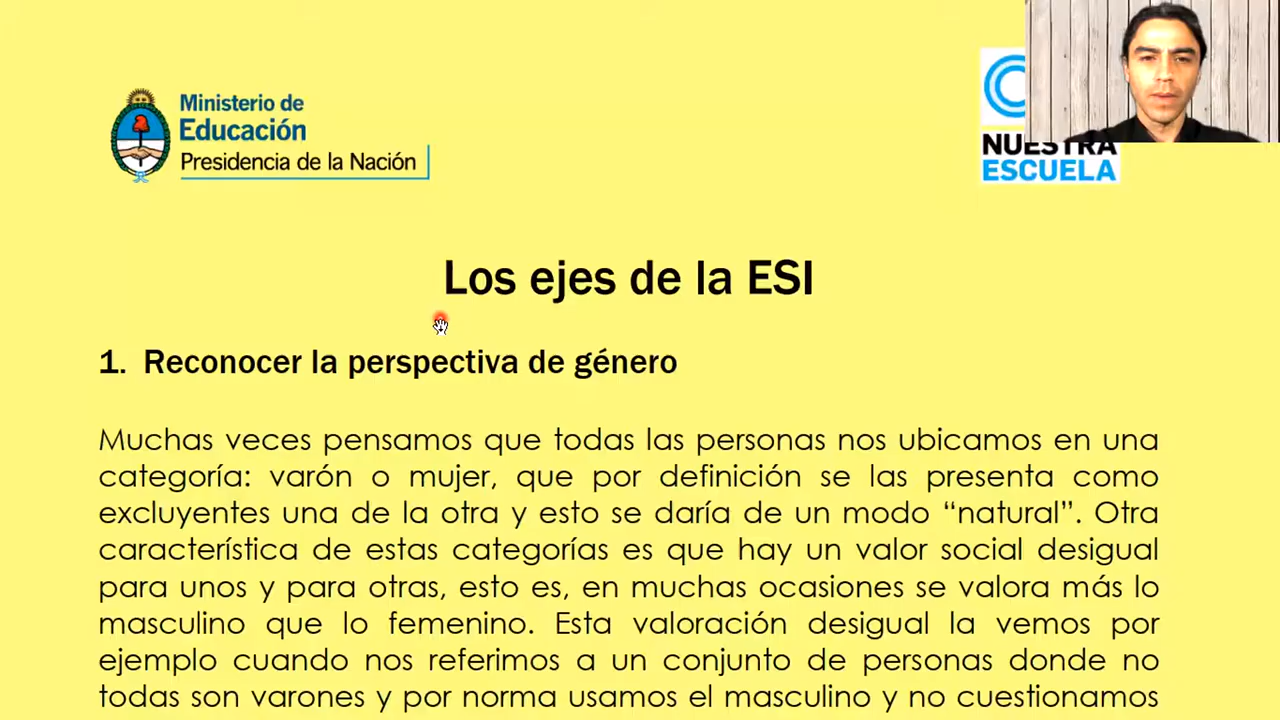 Ministerio de
Educación
Presidencia de la Nación
NUESTRA
ESCUELA
Los ejes de la ESI
1. Reconocer la perspectiva de género
Muchas veces pensamos que todas las personas nos ubicamos en una
categoría: varón o mujer, que por definición se las presenta como
excluyentes una de la otra y esto se daría de un modo “natural”. Otra
característica de estas categorías es que hay un valor social desigual
para unos y para otras, esto es, en muchas ocasiones se valora más lo
masculino que lo femenino. Esta valoración desigual la vemos por
ejemplo cuando nos referimos a un conjunto de personas donde no
todas son varones y por norma usamos el masculino y no cuestionamos